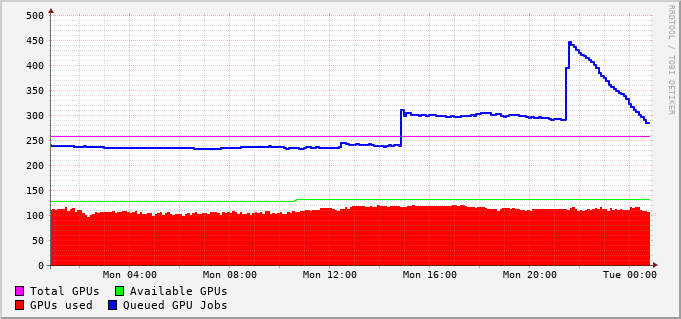 500
450
400
350
300
250
200
150
100
50
0
Mon 04:00 Mon 08:00 Mon 12:00 Mon 16:00 Mon 20:00 Tue 00:00
Total GPUs Available GPUs
GPUs used Queued GPU Jobs
RRDTOOL / TOBI OETIKER